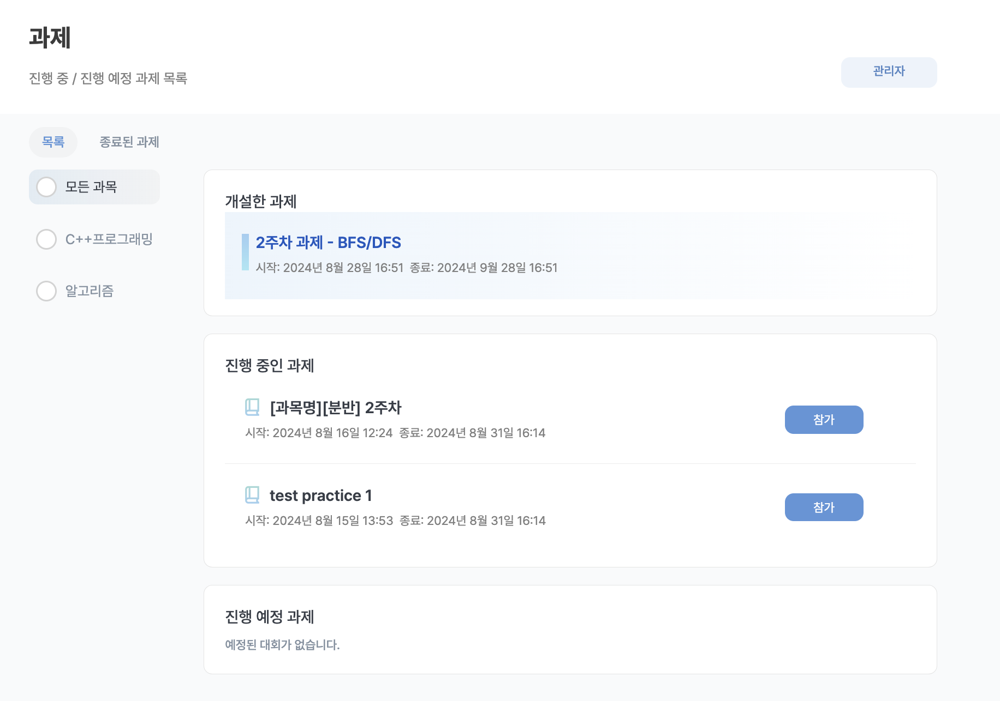 과제
진행 중 / 진행 예정 과제 목록
관리자
목록
종료된 과제
모든 과목
C++프로그래밍
알고리즘
개설한 과제
2주차 과제 - BFS/DFS
시작: 2024년 8월 28일 16:51 종료: 2024년 9월 28일 16:51
진행 중인 과제
[과목명][분반] 2주차
시작: 2024년 8월 16일 12:24 종료: 2024년 8월 31일 16:14
참가
test practice 1
시작: 2024년 8월 15일 13:53 종료: 2024년 8월 31일 16:14
참가
진행 예정 과제
예정된 대회가 없습니다.